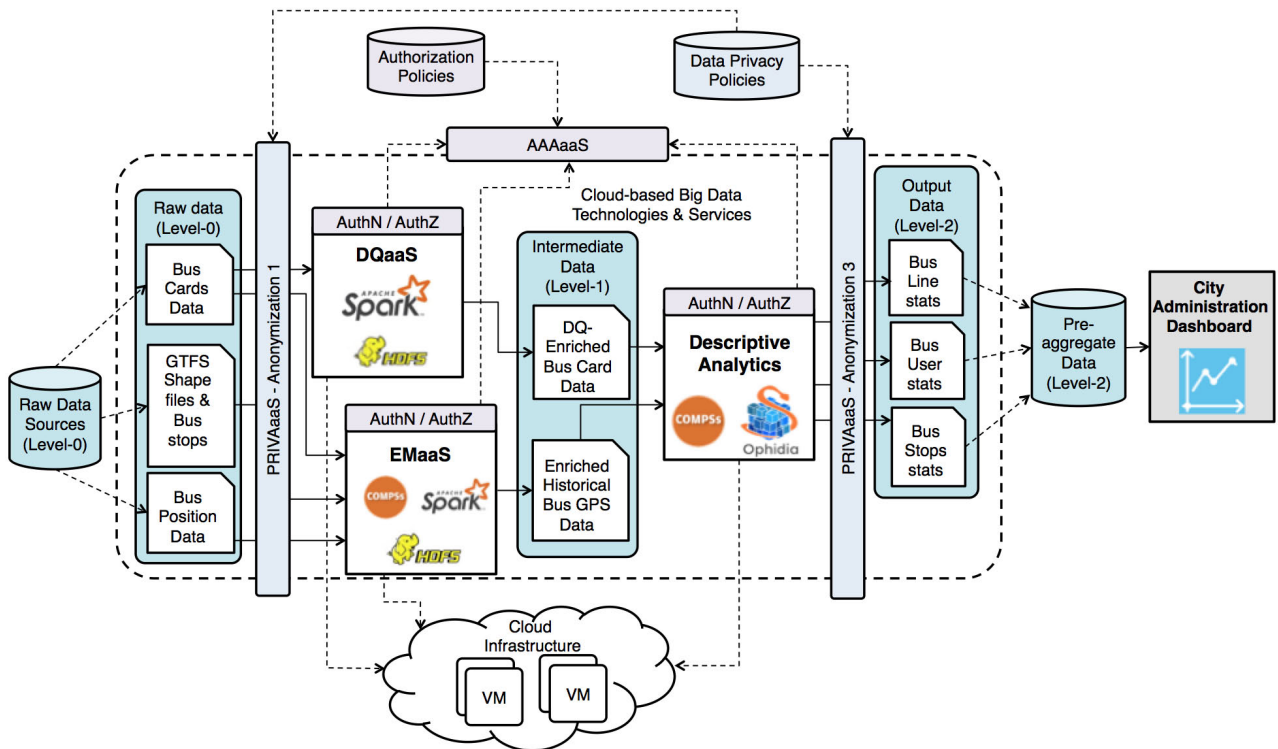 Authorization
Policies
Data Privacy
Policies
AAAaaS
Cloud-based Big Data
Technologies & Services
Raw Data
Sources
(Level-0)
Raw data
(Level-0)
Bus
Cards
Data
GTFS
Shape
files &
Bus
stops
Bus
Position
Data
PRIVAaaS - Anonymization 1
AuthN / AuthZ
DQaaS
APACHE
Spark
HDFS
AuthN / AuthZ
EMaaS
COMPSs
APACHE
Spark
HDFS
Intermediate
Data
(Level-1)
DQ-
Enriched
Bus Card
Data
Enriched
Historical
Bus GPS
Data
AuthN / AuthZ
Descriptive
Analytics
COMPSs
Ophidia
PRIVAaaS - Anonymization 3
Output
Data
(Level-2)
Bus
Line
stats
Bus
User
stats
Bus
Stops
stats
Pre-
aggregate
Data
(Level-2)
City
Administration
Dashboard
Cloud
Infrastructure
VM
VM